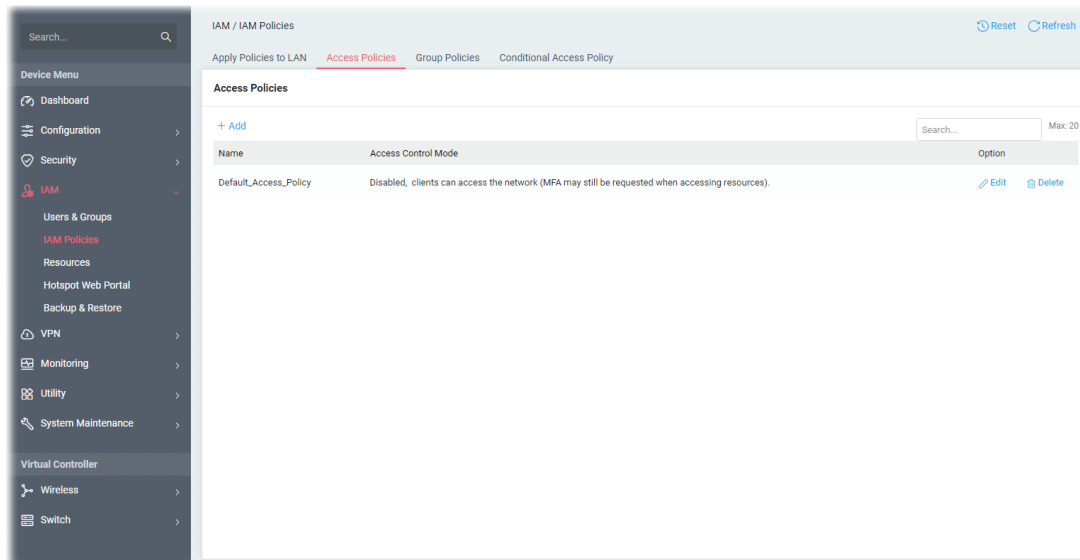 Search...
Device Menu
Dashboard
Configuration
Security
IAM
Users & Groups
IAM Policies
Resources
Hotspot Web Portal
Backup & Restore
VPN
Monitoring
Utility
System Maintenance
Virtual Controller
Wireless
Switch
IAM / IAM Policies
Reset Refresh
Apply Policies to LAN Access Policies Group Policies Conditional Access Policy
Access Policies
+ Add Search... Max: 20
Name Access Control Mode Option
Default_Access_Policy Disabled, clients can access the network (MFA may still be requested when accessing resources). Edit Delete